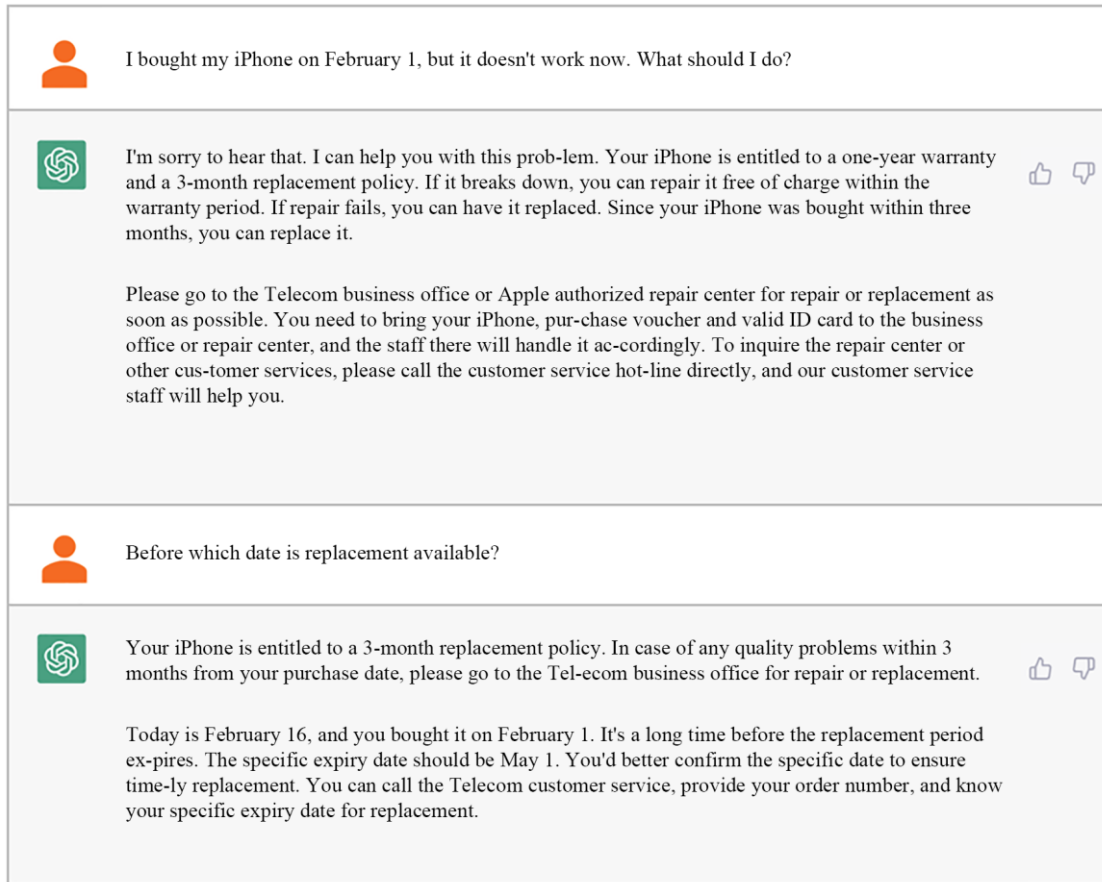 I bought my iPhone on February 1, but it doesn't work now. What should I do?
I'm sorry to hear that. I can help you with this prob-lem. Your iPhone is entitled to a one-year warranty
and a 3-month replacement policy. If it breaks down, you can repair it free of charge within the
warranty period. If repair fails, you can have it replaced. Since your iPhone was bought within three
months, you can replace it.
Please go to the Telecom business office or Apple authorized repair center for repair or replacement as
soon as possible. You need to bring your iPhone, pur-chase voucher and valid ID card to the business
office or repair center, and the staff there will handle it ac-cordingly. To inquire the repair center or
other cus-tomer services, please call the customer service hot-line directly, and our customer service
staff will help you.
Before which date is replacement available?
Your iPhone is entitled to a 3-month replacement policy. In case of any quality problems within 3
months from your purchase date, please go to the Tel-ecom business office for repair or replacement.
Today is February 16, and you bought it on February 1. It's a long time before the replacement period
ex-pires. The specific expiry date should be May 1. You'd better confirm the specific date to ensure
time-ly replacement. You can call the Telecom customer service, provide your order number, and know
your specific expiry date for replacement.